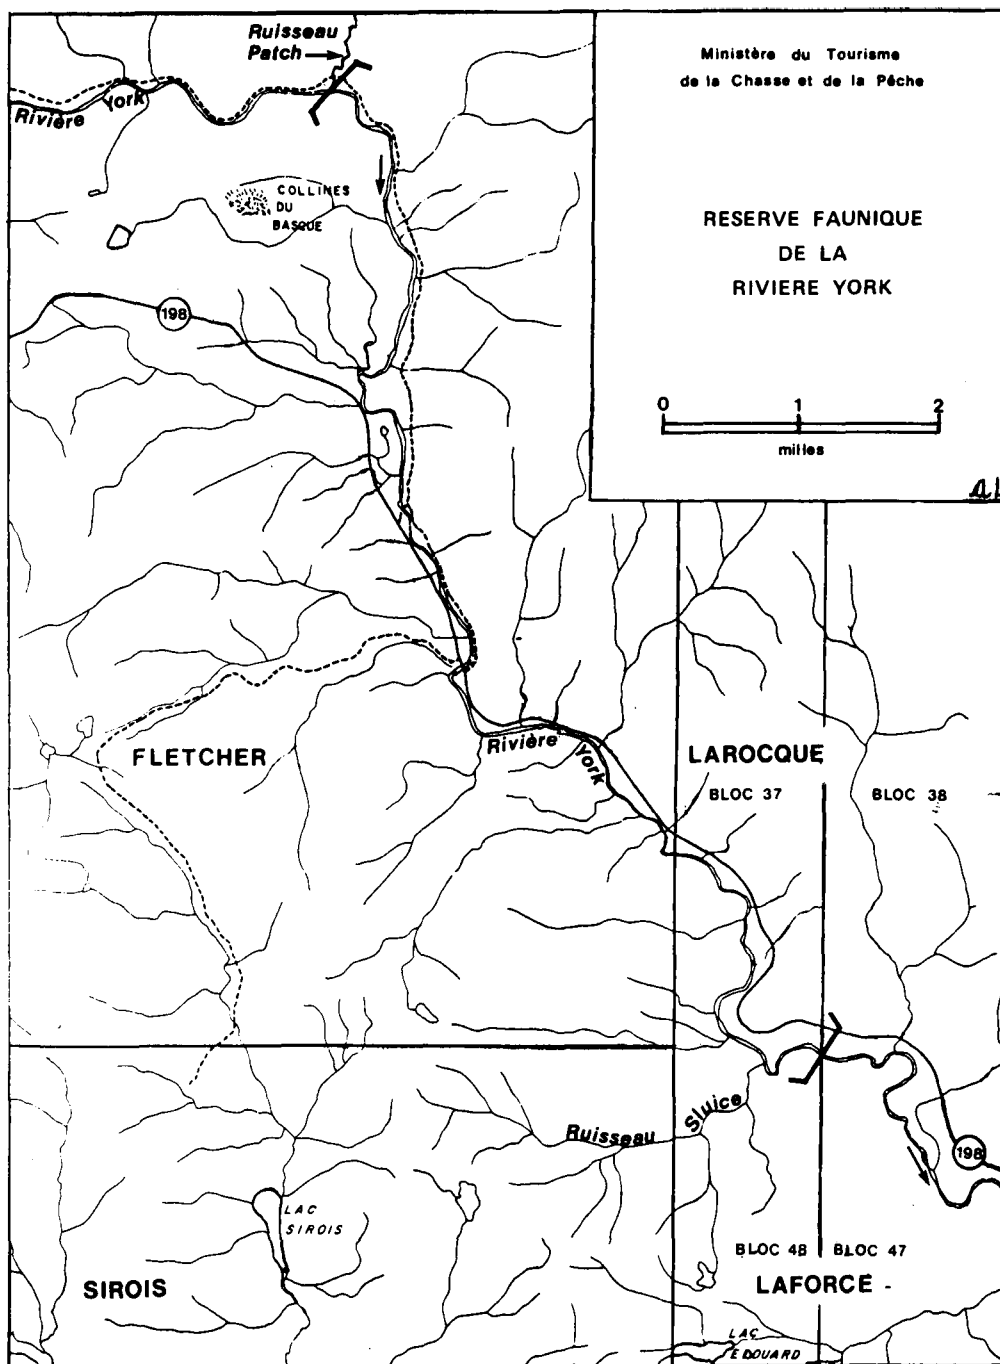 Ruisseau
Patch
Ministère du Tourisme
de la Chasse et de la Pêche
Rivière York
COLLINES
DU
BASQUE
RESERVE FAUNIQUE
DE LA
RIVIERE YORK
198
0 1 2
milles
Rivière York
FLETCHER
LAROCQUE
BLOC 37
BLOC 38
Ruisseau Sluice
198
LAC
SIROIS
BLOC 48
BLOC 47
SIROIS
LAFORCE
LAC
EDOUARD